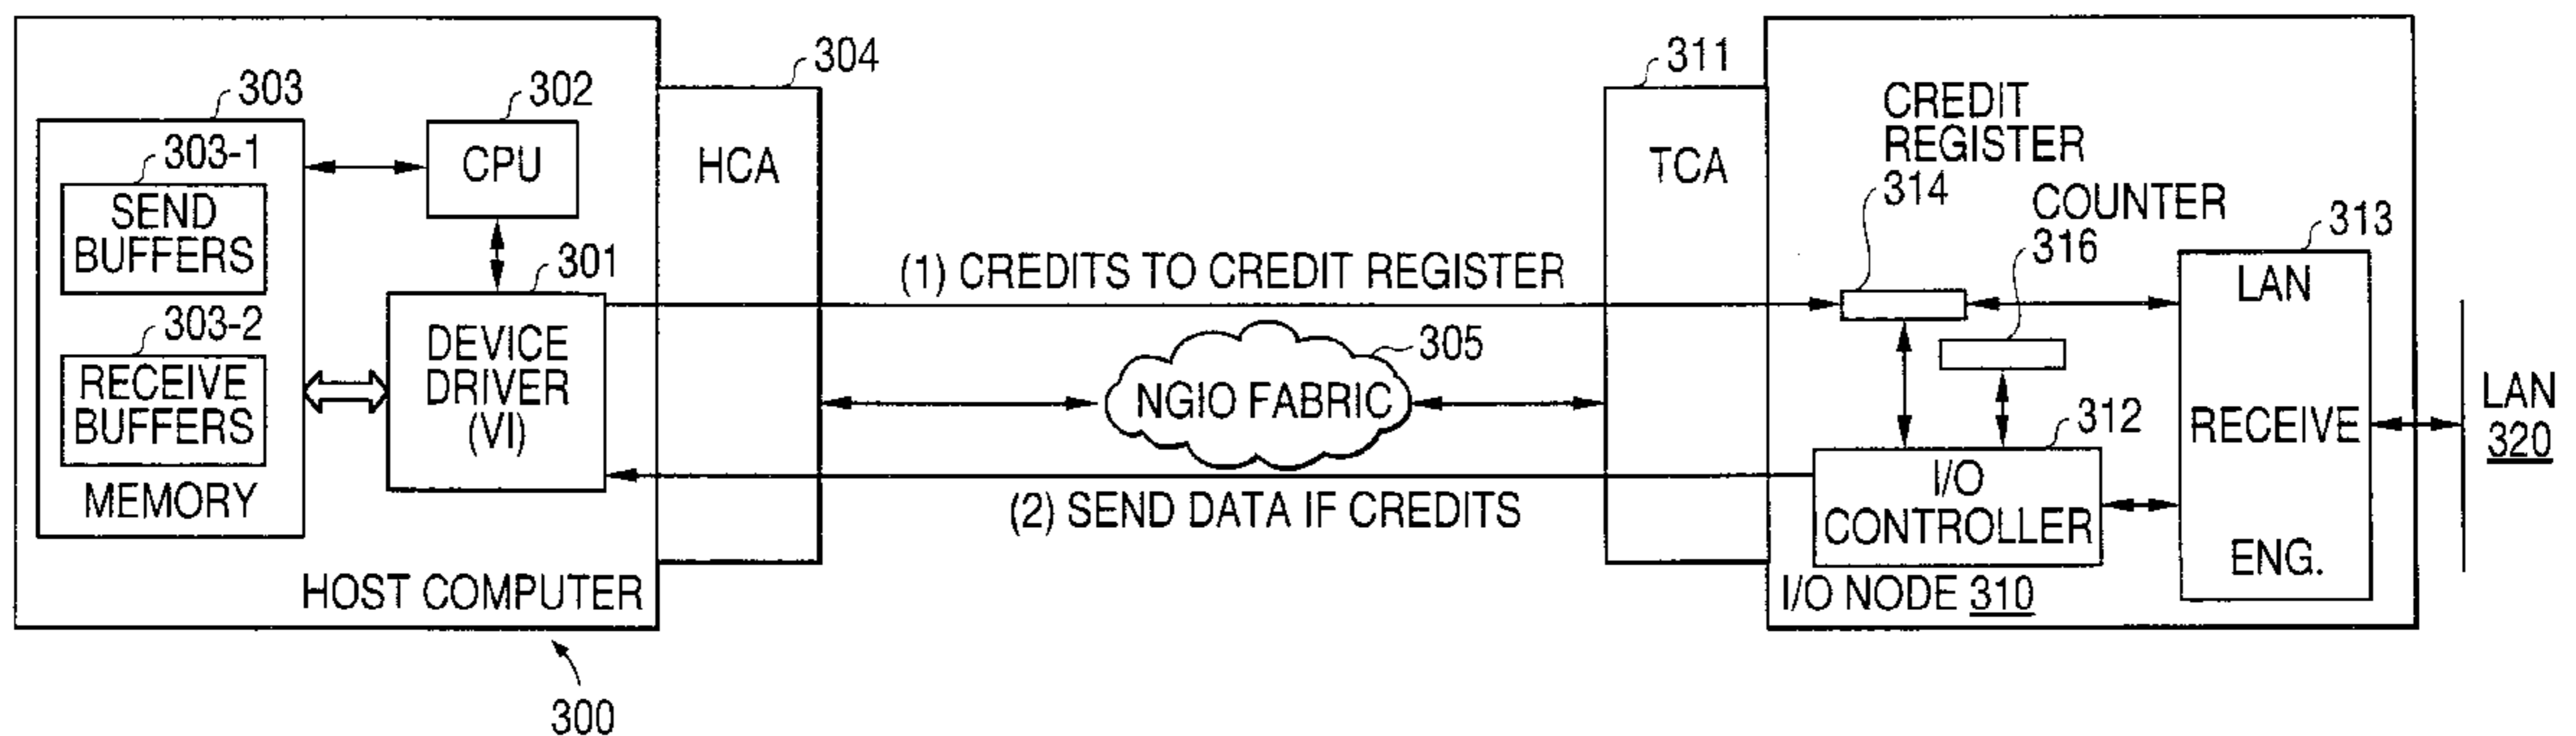 303
303-1
SEND
BUFFERS
303-2
RECEIVE
BUFFERS
MEMORY
302
CPU
301
DEVICE
DRIVER
(VI)
HOST COMPUTER
300
304
HCA
(1) CREDITS TO CREDIT REGISTER
305
NGIO FABRIC
(2) SEND DATA IF CREDITS
311
TCA
CREDIT
REGISTER
314
COUNTER
316
312
I/O
CONTROLLER
I/O NODE 310
313
LAN
RECEIVE
ENG.
LAN
320